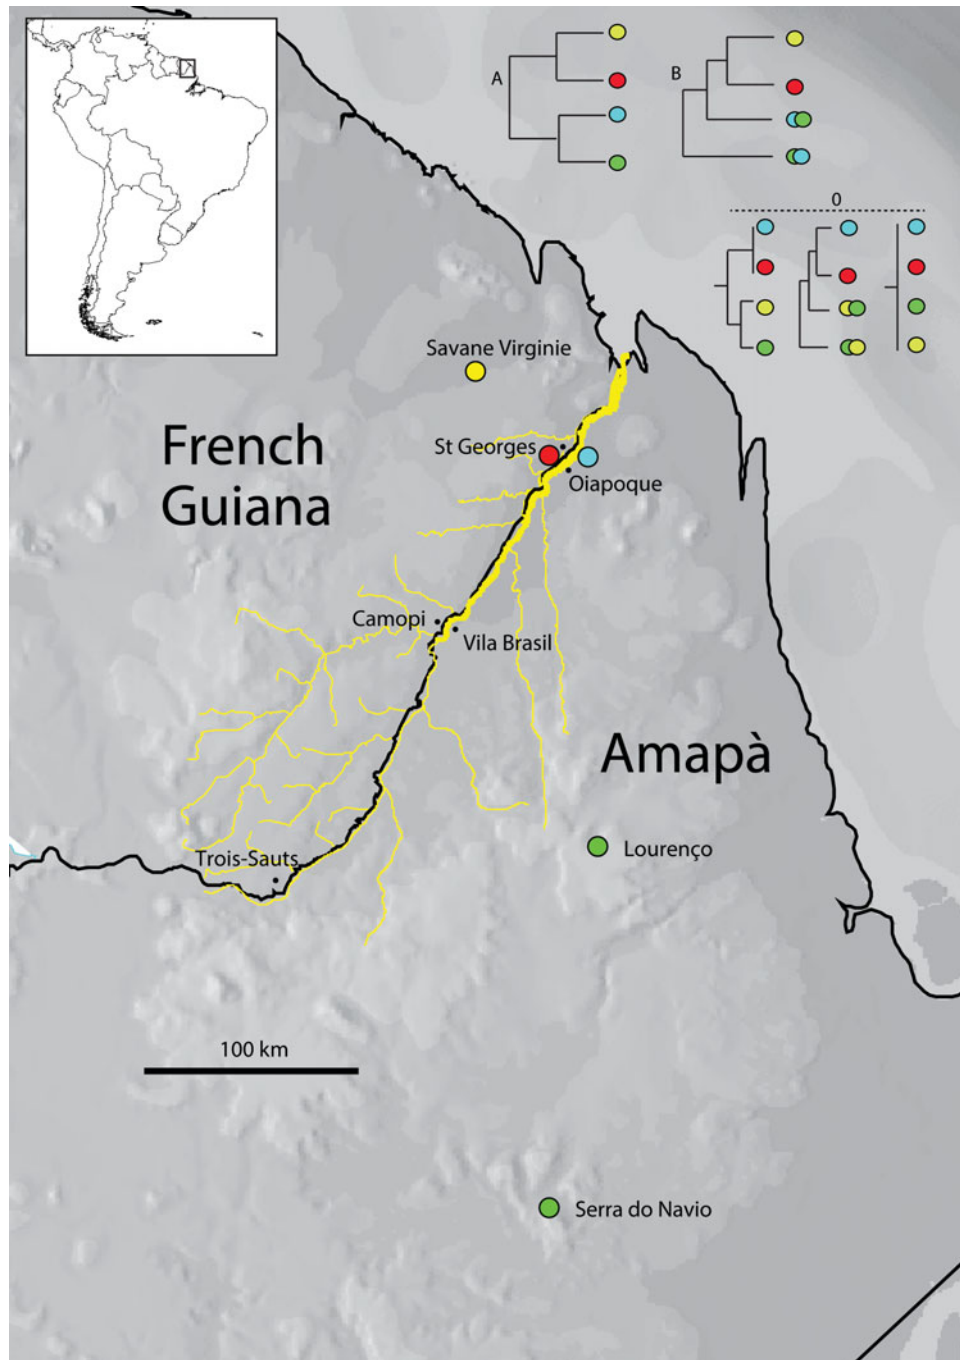 A
B
0
Savane Virginie
French
Guiana
St Georges
Oiapoque
Camopi
Vila Brasil
Amapà
Lourenço
Trois-Sauts
100 km
Serra do Navio